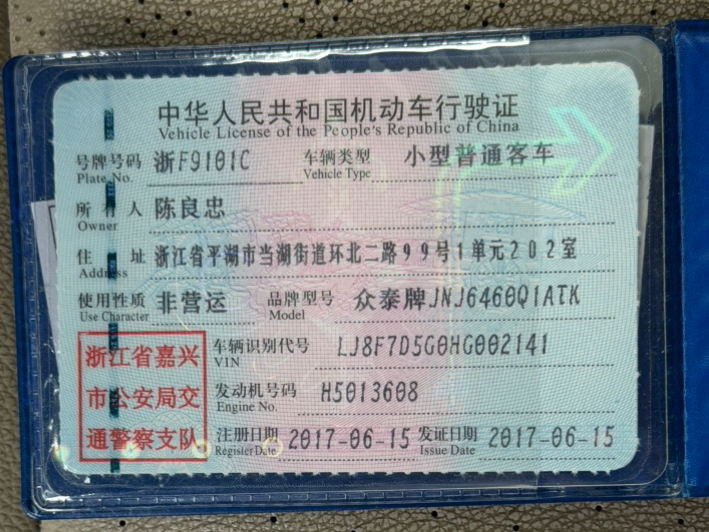 中华人民共和国机动车行驶证
Vehicle License of the People's Republic of China
号牌号码 浙F9101C 车辆类型 小型普通客车
Plate No. Vehicle Type
所有人 陈良忠
Owner
住址 浙江省平湖市当湖街道环北二路99号1单元202室
Address
使用性质 非营运 品牌型号 众泰牌JNJ6460Q1ATK
Use Character Model
浙江省嘉兴
市公安局交
通警察支队
车辆识别代号 LJ8F7D5G0HG002141
VIN
发动机号码 H5013608
Engine No.
注册日期 2017-06-15 发证日期 2017-06-15
Register Date Issue Date